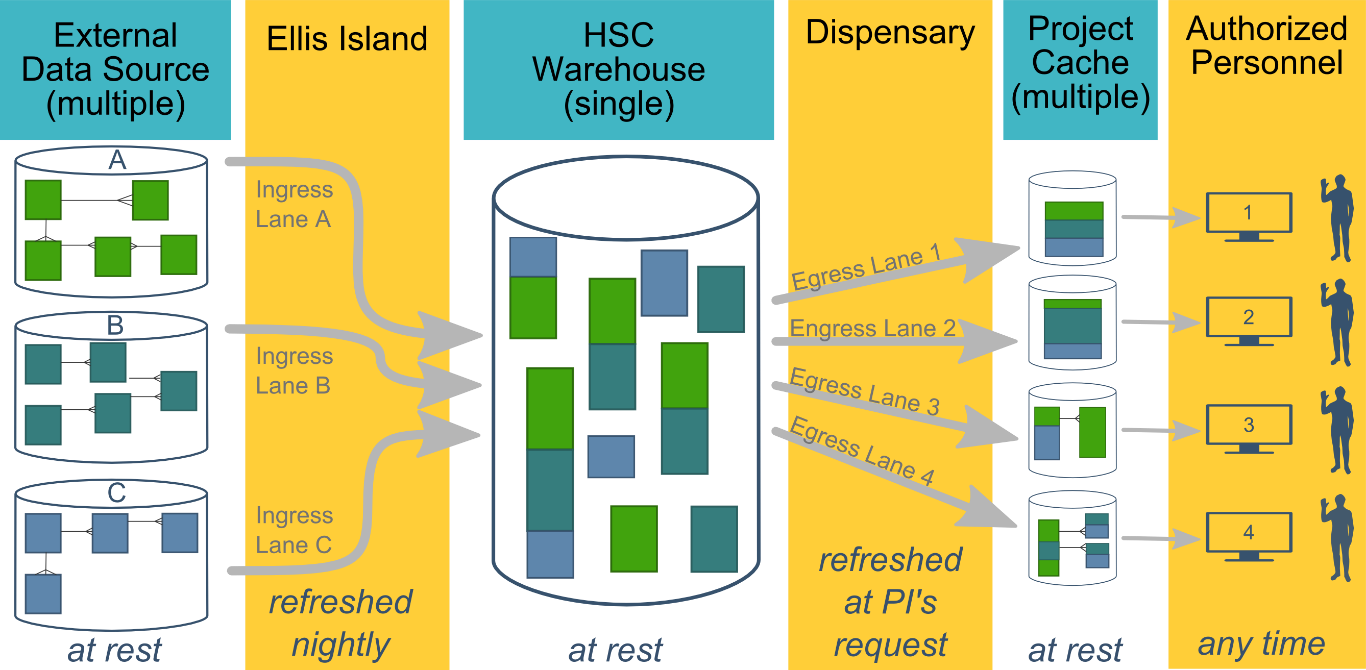 External
Data Source
(multiple)
Ellis Island
HSC
Warehouse
(single)
Dispensary
Project
Cache
(multiple)
Authorized
Personnel
A
B
C
Ingress
Lane A
Ingress
Lane B
Ingress
Lane C
Egress Lane 1
Engress Lane 2
Egress Lane 3
Egress Lane 4
1
2
3
4
at rest
refreshed
nightly
at rest
refreshed
at PI's
request
at rest
any time